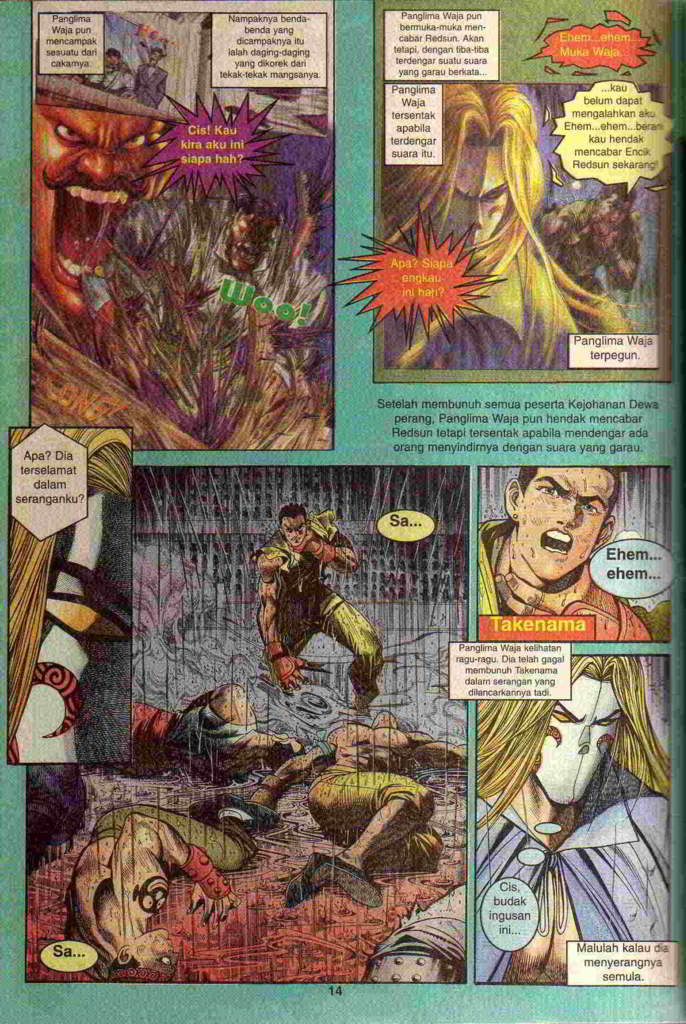 Panglima
Waja pun
mencampak
sesuatu dari
cakarnya.
Nampaknya benda-
benda yang
dicampaknya itu
ialah daging-daging
yang dikorek dari
tekak-tekak mangsanya.
Cis! Kau
kira aku ini
siapa hah?
Woo!
Panglima Waja pun
bermuka-muka men-
cabar Redsun. Akan
tetapi, dengan tiba-tiba
terdengar suatu suara
yang garau berkata...
Ehem...ehem...
Muka Waja...
Panglima
Waja
tersentak
apabila
terdengar
suara itu.
...kau
belum dapat
mengalahkan aku.
Ehem...ehem...berani
kau hendak
mencabar Encik
Redsun sekarang!
Apa? Siapa
engkau
ini hah?
Panglima Waja
terpegun.
Setelah membunuh semua peserta Kejohanan Dewa
perang, Panglima Waja pun hendak mencabar
Redsun tetapi tersentak apabila mendengar ada
orang menyindirnya dengan suara yang garau.
Apa? Dia
terselamat
dalam
seranganku?
Sa...
Ehem...
ehem...
Takenama
Panglima Waja kelihatan
ragu-ragu. Dia telah gagal
membunuh Takenama
dalam serangan yang
dilancarkannya tadi.
Cis,
budak
ingusan
ini...
Malulah kalau dia
menyerangnya
semula.
Sa...
14